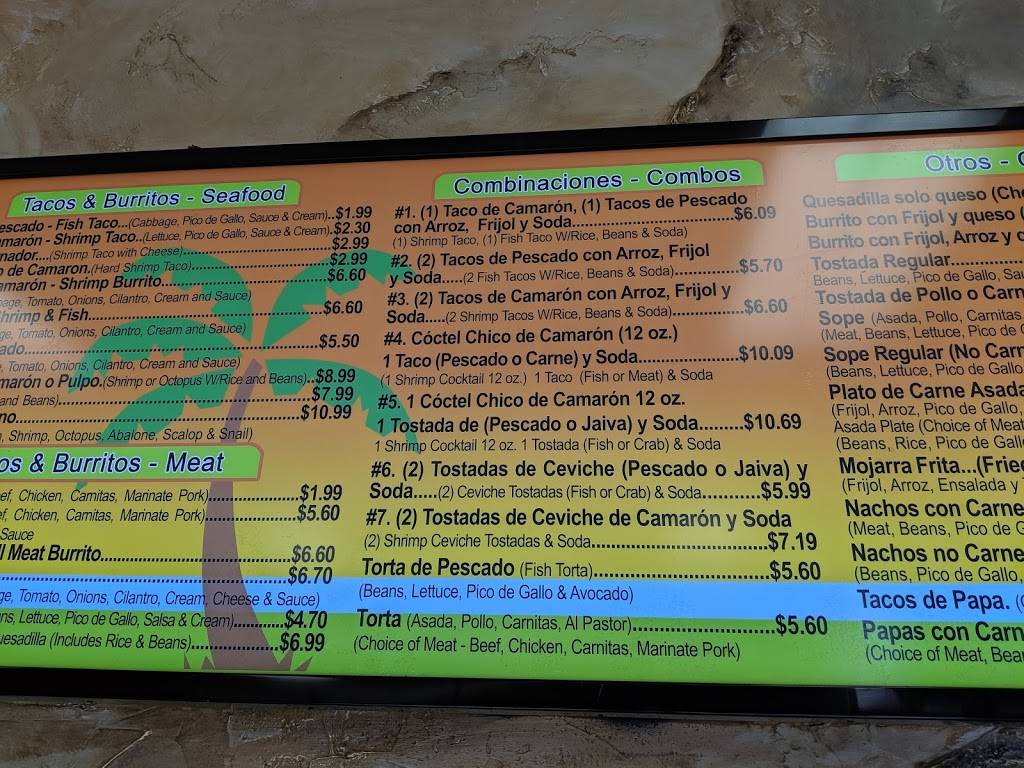 Tacos & Burritos - Seafood
escado - Fish Taco...(Cabbage, Pico de Gallo, Sauce & Cream)..$1.99
amarón - Shrimp Taco..(Lettuce, Pico de Gallo, Sauce & Cream).$2.30
nador....(Shrimp Taco with Cheese)...$2.99
o de Camaron.(Hard Shrimp Taco)...$2.99
amarón - Shrimp Burrito...$6.60
bage, Tomato, Onions, Cilantro, Cream and Sauce)
Shrimp & Fish...$6.60
ge, Tomato, Onions, Cilantro, Cream and Sauce)
ado...$5.50
, Tomato, Onions, Cilantro, Cream and Sauce)
marón o Pulpo.(Shrimp or Octopus W/Rice and Beans)..$8.99
and Beans)...$7.99
no...$10.99
, Shrimp, Octopus, Abalone, Scalop & Snail)
os & Burritos - Meat
ef, Chicken, Carnitas, Marinate Pork)...$1.99
ef, Chicken, Carnitas, Marinate Pork)...$5.60
Sauce
ll Meat Burrito...$6.60
...$6.70
ge, Tomato, Onions, Cilantro, Cream, Cheese & Sauce)
ns, Lettuce, Pico de Gallo, Salsa & Cream)...$4.70
uesadilla (Includes Rice & Beans)...$6.99
Combinaciones - Combos
#1. (1) Taco de Camarón, (1) Tacos de Pescado
con Arroz, Frijol y Soda...$6.09
(1) Shrimp Taco, (1) Fish Taco W/Rice, Beans & Soda)
#2. (2) Tacos de Pescado con Arroz, Frijol
y Soda.....(2 Fish Tacos W/Rice, Beans & Soda)...$5.70
#3. (2) Tacos de Camarón con Arroz, Frijol y
Soda....(2 Shrimp Tacos W/Rice, Beans & Soda)...$6.60
#4. Cóctel Chico de Camarón (12 oz.)
1 Taco (Pescado o Carne) y Soda...$10.09
(1 Shrimp Cocktail 12 oz.) 1 Taco (Fish or Meat) & Soda
#5. 1 Cóctel Chico de Camarón 12 oz.
1 Tostada de (Pescado o Jaiva) y Soda...$10.69
1 Shrimp Cocktail 12 oz. 1 Tostada (Fish or Crab) & Soda
#6. (2) Tostadas de Ceviche (Pescado o Jaiva) y
Soda.....(2) Ceviche Tostadas (Fish or Crab) & Soda...$5.99
#7. (2) Tostadas de Ceviche de Camarón y Soda
(2) Shrimp Ceviche Tostadas & Soda...$7.19
Torta de Pescado (Fish Torta)...$5.60
(Beans, Lettuce, Pico de Gallo & Avocado)
Torta (Asada, Pollo, Carnitas, Al Pastor)...$5.60
(Choice of Meat - Beef, Chicken, Carnitas, Marinate Pork)
Otros -
Quesadilla solo queso (Che
Burrito con Frijol y queso (
Burrito con Frijol, Arroz y
Tostada Regular...
Beans, Lettuce, Pico de Gallo, Sau
Tostada de Pollo o Carn
Sope (Asada, Pollo, Carnitas
(Meat, Beans, Lettuce, Pico de
Sope Regular (No Carn
(Beans, Lettuce, Pico de Gallo
Plato de Carne Asada
(Frijol, Arroz, Pico de Gallo,
Asada Plate (Choice of Meat
(Beans, Rice, Pico de Gallo
Mojarra Frita...(Fried
(Frijol, Arroz, Ensalada y
Nachos con Carne
(Meat, Beans, Pico de G
Nachos no Carne
(Beans, Pico de Gallo,
Tacos de Papa. (
Papas con Carn
(Choice of Meat, Bea